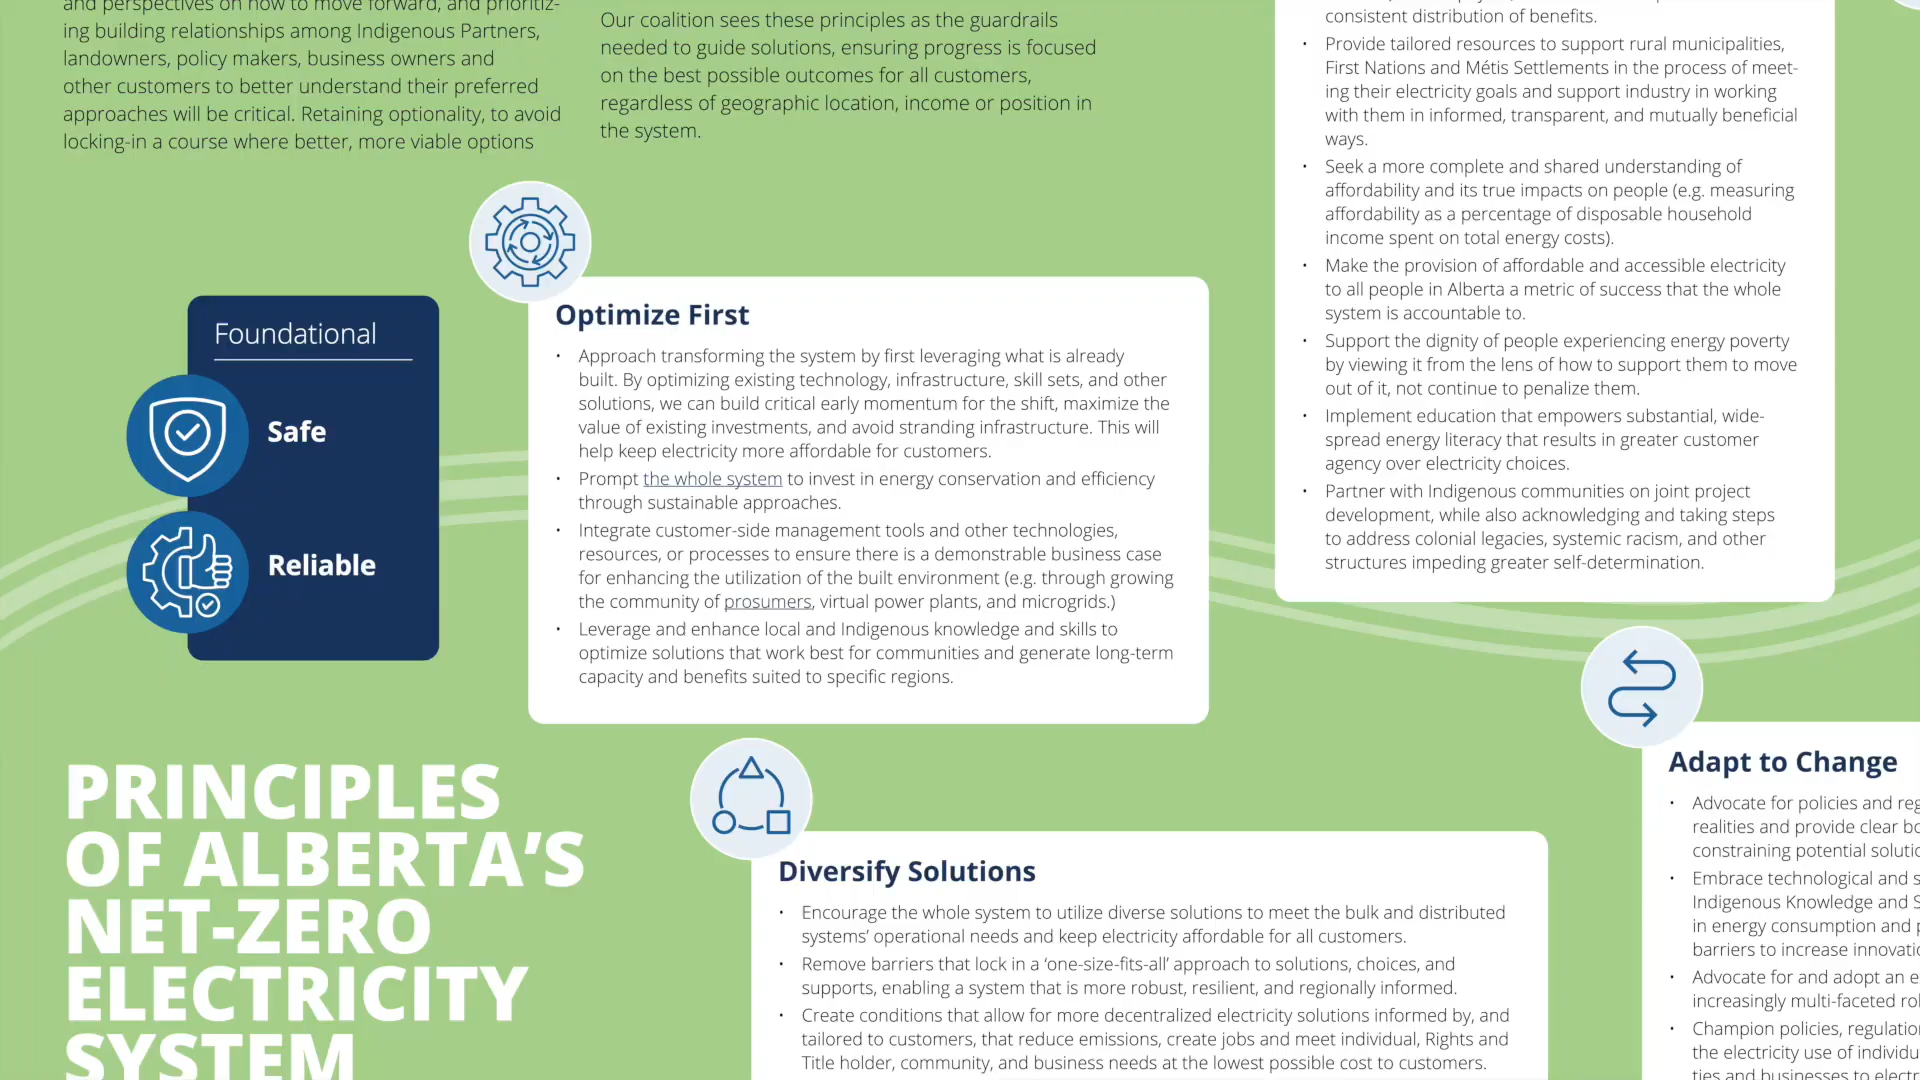 and perspectives on how to move forward, and prioritiz-
ing building relationships among Indigenous Partners,
landowners, policy makers, business owners and
other customers to better understand their preferred
approaches will be critical. Retaining optionality, to avoid
locking-in a course where better, more viable options
Our coalition sees these principles as the guardrails
needed to guide solutions, ensuring progress is focused
on the best possible outcomes for all customers,
regardless of geographic location, income or position in
the system.
Foundational
Safe
Reliable
Optimize First
• Approach transforming the system by first leveraging what is already
built. By optimizing existing technology, infrastructure, skill sets, and other
solutions, we can build critical early momentum for the shift, maximize the
value of existing investments, and avoid stranding infrastructure. This will
help keep electricity more affordable for customers.
• Prompt the whole system to invest in energy conservation and efficiency
through sustainable approaches.
• Integrate customer-side management tools and other technologies,
resources, or processes to ensure there is a demonstrable business case
for enhancing the utilization of the built environment (e.g. through growing
the community of prosumers, virtual power plants, and microgrids.)
• Leverage and enhance local and Indigenous knowledge and skills to
optimize solutions that work best for communities and generate long-term
capacity and benefits suited to specific regions.
consistent distribution of benefits.
• Provide tailored resources to support rural municipalities,
First Nations and Métis Settlements in the process of meet-
ing their electricity goals and support industry in working
with them in informed, transparent, and mutually beneficial
ways.
• Seek a more complete and shared understanding of
affordability and its true impacts on people (e.g. measuring
affordability as a percentage of disposable household
income spent on total energy costs).
• Make the provision of affordable and accessible electricity
to all people in Alberta a metric of success that the whole
system is accountable to.
• Support the dignity of people experiencing energy poverty
by viewing it from the lens of how to support them to move
out of it, not continue to penalize them.
• Implement education that empowers substantial, wide-
spread energy literacy that results in greater customer
agency over electricity choices.
• Partner with Indigenous communities on joint project
development, while also acknowledging and taking steps
to address colonial legacies, systemic racism, and other
structures impeding greater self-determination.
PRINCIPLES
OF ALBERTA’S
NET-ZERO
ELECTRICITY
SYSTEM
Diversify Solutions
• Encourage the whole system to utilize diverse solutions to meet the bulk and distributed
systems’ operational needs and keep electricity affordable for all customers.
• Remove barriers that lock in a ‘one-size-fits-all’ approach to solutions, choices, and
supports, enabling a system that is more robust, resilient, and regionally informed.
• Create conditions that allow for more decentralized electricity solutions informed by, and
tailored to customers, that reduce emissions, create jobs and meet individual, Rights and
Title holder, community, and business needs at the lowest possible cost to customers.
Adapt to Change
• Advocate for policies and reg
realities and provide clear bo
constraining potential solutio
• Embrace technological and s
Indigenous Knowledge and S
in energy consumption and p
barriers to increase innovatio
• Advocate for and adopt an e
increasingly multi-faceted rol
• Champion policies, regulation
the electricity use of individu
ties and businesses to electr